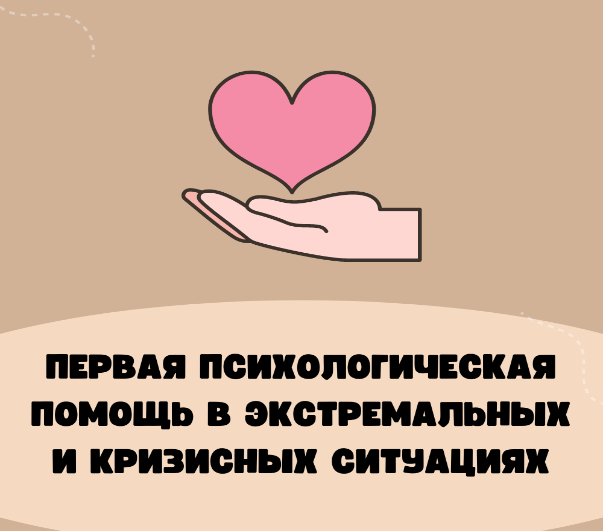 ПЕРВАЯ ПСИХОЛОГИЧЕСКАЯ
ПОМОЩЬ В ЭКСТРЕМАЛЬНЫХ
И КРИЗИСНЫХ СИТУАЦИЯХ